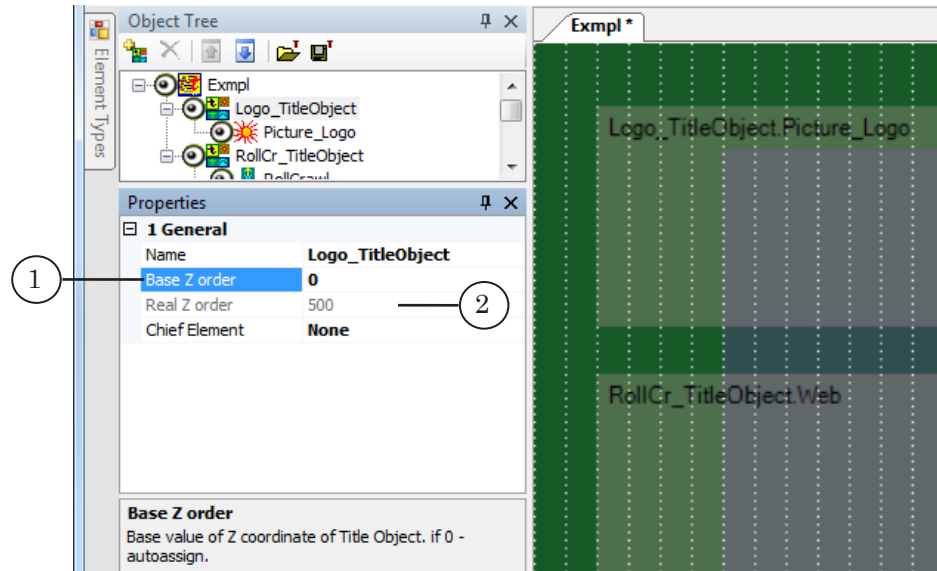 Element Types
Object Tree
Exmpl
Logo_TitleObject
Picture_Logo
RollCr_TitleObject
RollCrawl
Properties
1 General
Name Logo_TitleObject
Base Z order 0
Real Z order 500
Chief Element None
Base Z order
Base value of Z coordinate of Title Object. if 0 -
autoassign.
1
2
Exmpl *
Logo_TitleObject.Picture_Logo
RollCr_TitleObject.Web